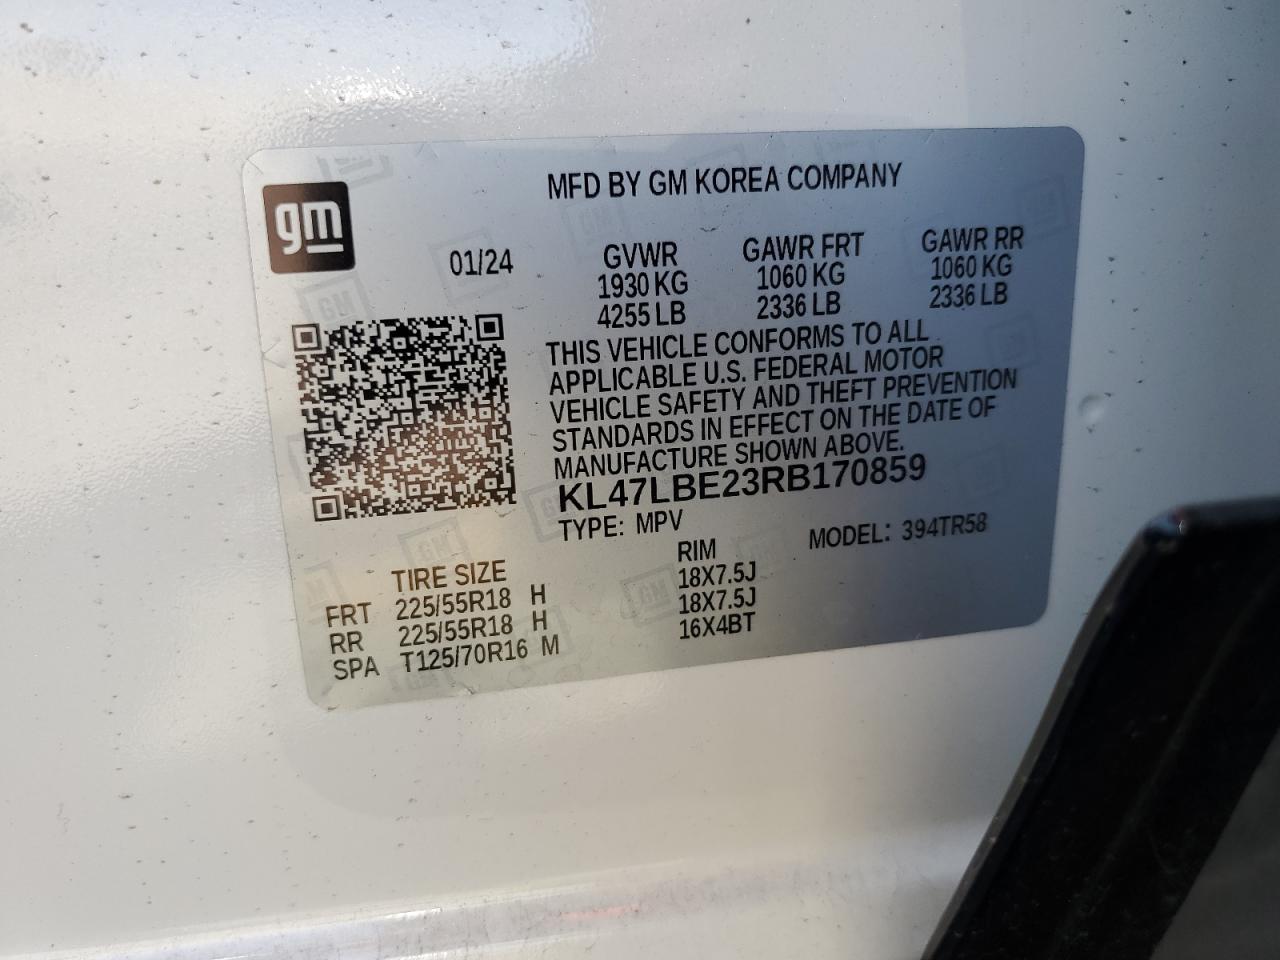 gm
MFD BY GM KOREA COMPANY
01/24
GVWR GAWR FRT GAWR RR
1930 KG 1060 KG 1060 KG
4255 LB 2336 LB 2336 LB
THIS VEHICLE CONFORMS TO ALL
APPLICABLE U.S. FEDERAL MOTOR
VEHICLE SAFETY AND THEFT PREVENTION
STANDARDS IN EFFECT ON THE DATE OF
MANUFACTURE SHOWN ABOVE.
KL47LBE23RB170859
TYPE: MPV MODEL: 394TR58
TIRE SIZE RIM
FRT 225/55R18 H 18X7.5J
RR 225/55R18 H 18X7.5J
SPA T125/70R16 M 16X4BT